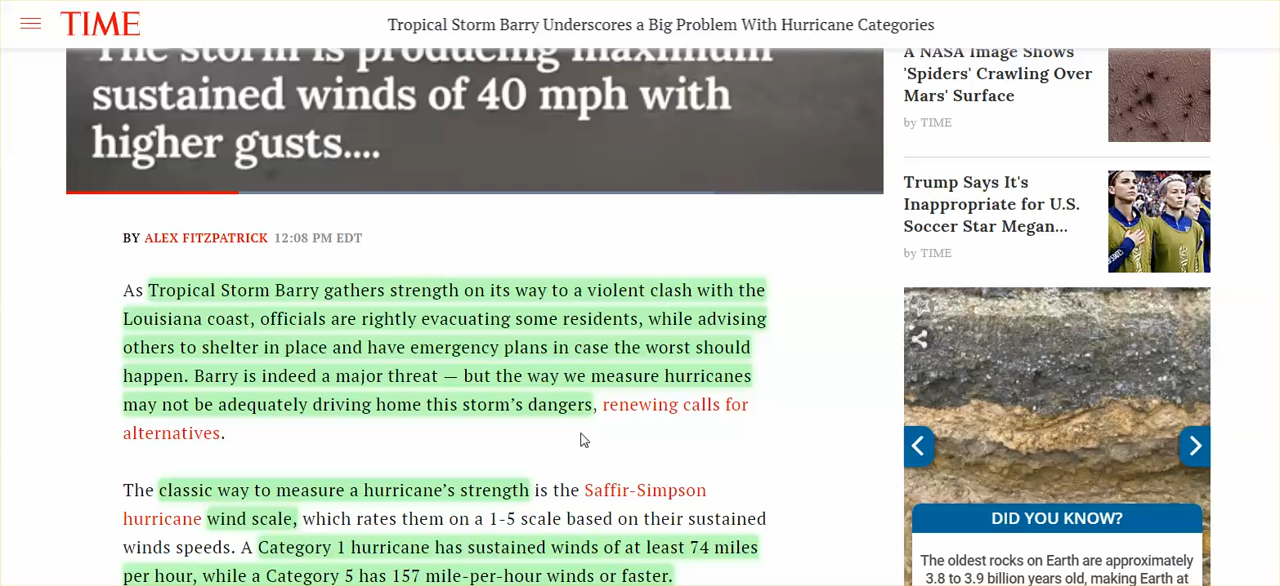 TIME
Tropical Storm Barry Underscores a Big Problem With Hurricane Categories
The storm is producing maximum
sustained winds of 40 mph with
higher gusts....
BY ALEX FITZPATRICK 12:08 PM EDT
As Tropical Storm Barry gathers strength on its way to a violent clash with the
Louisiana coast, officials are rightly evacuating some residents, while advising
others to shelter in place and have emergency plans in case the worst should
happen. Barry is indeed a major threat — but the way we measure hurricanes
may not be adequately driving home this storm’s dangers, renewing calls for
alternatives.
The classic way to measure a hurricane’s strength is the Saffir-Simpson
hurricane wind scale, which rates them on a 1-5 scale based on their sustained
winds speeds. A Category 1 hurricane has sustained winds of at least 74 miles
per hour, while a Category 5 has 157 mile-per-hour winds or faster.
A NASA Image Shows
'Spiders' Crawling Over
Mars' Surface
by TIME
Trump Says It's
Inappropriate for U.S.
Soccer Star Megan...
by TIME
DID YOU KNOW?
The oldest rocks on Earth are approximately
3.8 to 3.9 billion years old, making Earth at